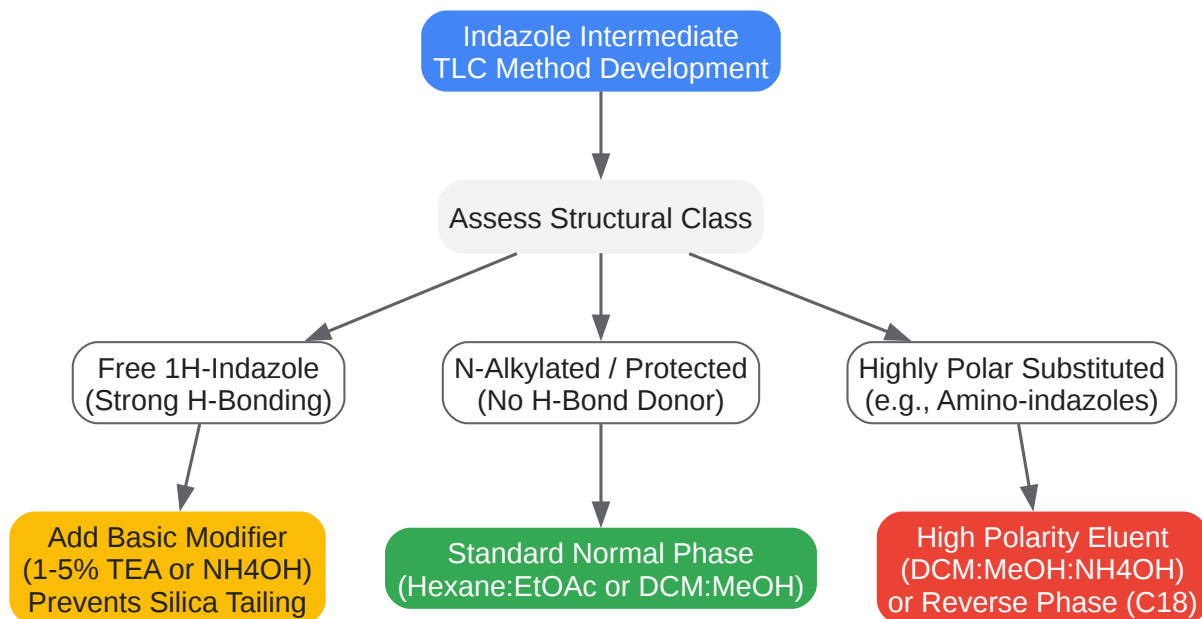 Indazole Intermediate
TLC Method Development
Assess Structural Class
Free 1H-Indazole
(Strong H-Bonding)
N-Alkylated / Protected
(No H-Bond Donor)
Highly Polar Substituted
(e.g., Amino-indazoles)
Add Basic Modifier
(1-5% TEA or NH4OH)
Prevents Silica Tailing
Standard Normal Phase
(Hexane:EtOAc or DCM:MeOH)
High Polarity Eluent
(DCM:MeOH:NH4OH)
or Reverse Phase (C18)